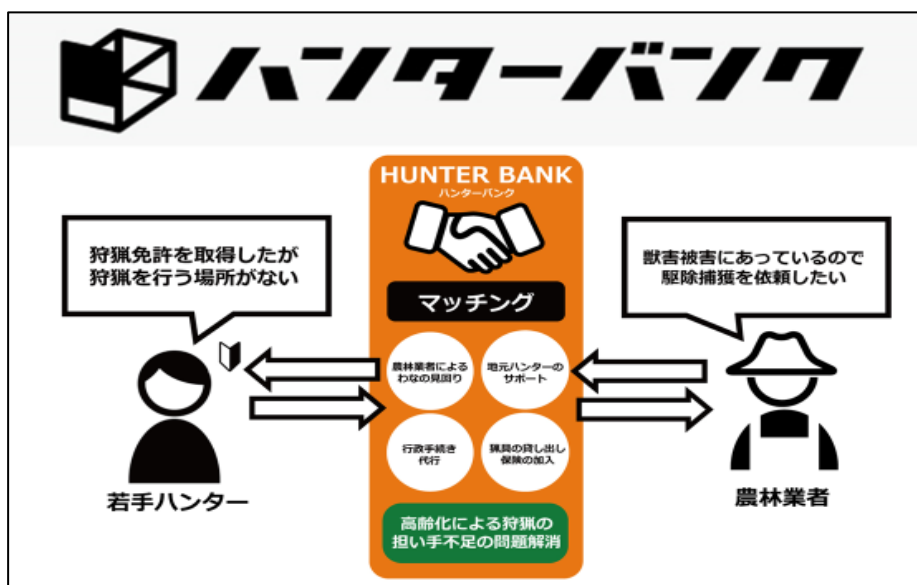 ハンターバンク
HUNTER BANK
ハンターバンク
狩猟免許を取得したが
狩猟を行う場所がない
獣害被害にあっているので
駆除捕獲を依頼したい
マッチング
農林業者による
わなの見回り
地元ハンターの
サポート
行政手続き
代行
猟具の貸し出し
保険の加入
若手ハンター
農林業者
高齢化による狩猟の
担い手不足の問題解消